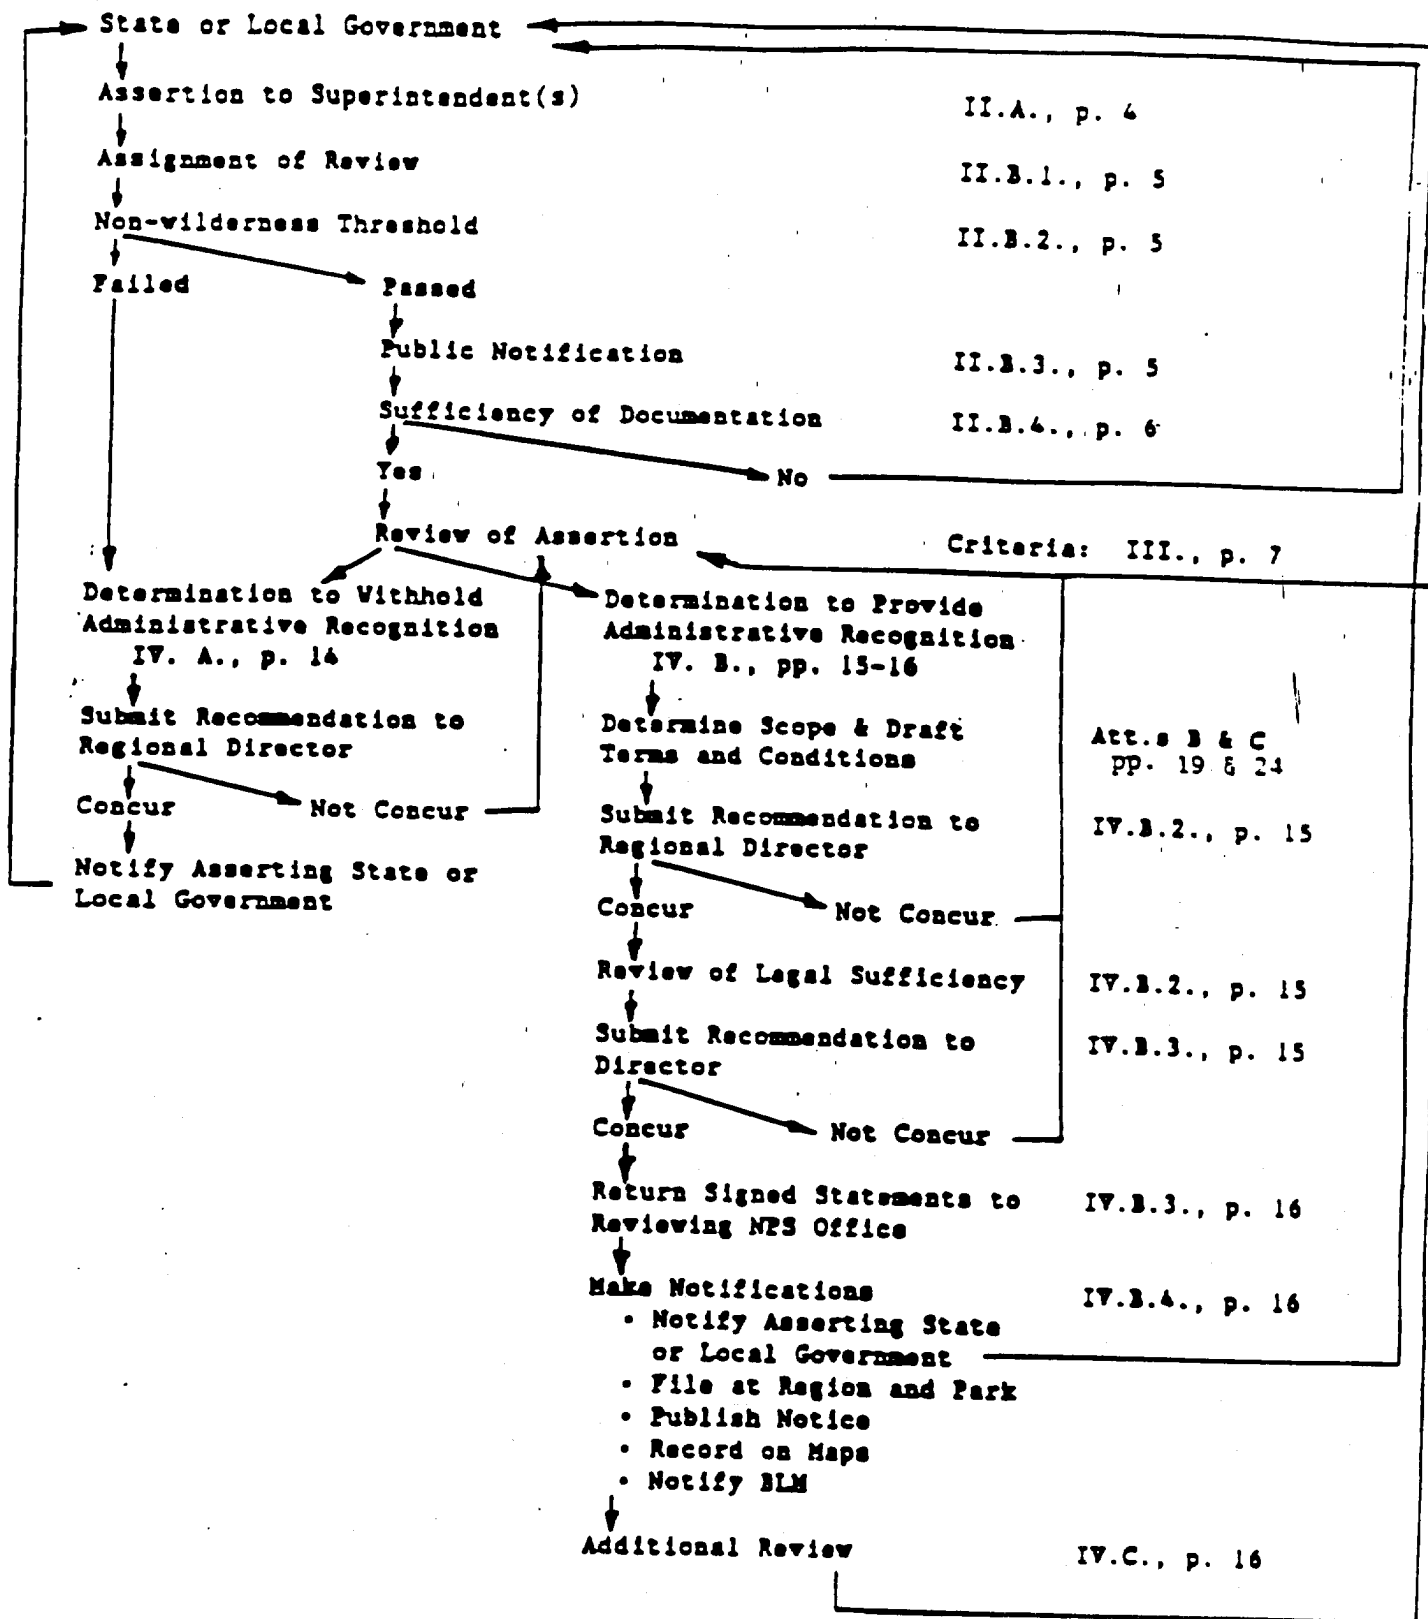 State or Local Government
Assertion to Superintendent(s)
II.A., p. 4
Assignment of Review
II.B.1., p. 5
Non-wilderness Threshold
II.B.2., p. 5
Failed
Passed
Public Notification
II.B.3., p. 5
Sufficiency of Documentation
II.B.4., p. 6
Yes
No
Review of Assertion
Criteria: III., p. 7
Determination to Withhold
Administrative Recognition
IV. A., p. 14
Determination to Provide
Administrative Recognition
IV. B., pp. 15-16
Submit Recommendation to
Regional Director
Determine Scope & Draft
Terms and Conditions
Att.s B & C
pp. 19 & 24
Concur
Not Concur
Submit Recommendation to
Regional Director
IV.B.2., p. 15
Notify Asserting State or
Local Government
Concur
Not Concur
Review of Legal Sufficiency
IV.B.2., p. 15
Submit Recommendation to
Director
IV.B.3., p. 15
Concur
Not Concur
Return Signed Statements to
Reviewing NPS Office
IV.B.3., p. 16
Make Notifications
IV.B.4., p. 16
• Notify Asserting State
or Local Government
• File at Region and Park
• Publish Notice
• Record on Maps
• Notify BLM
Additional Review
IV.C., p. 16